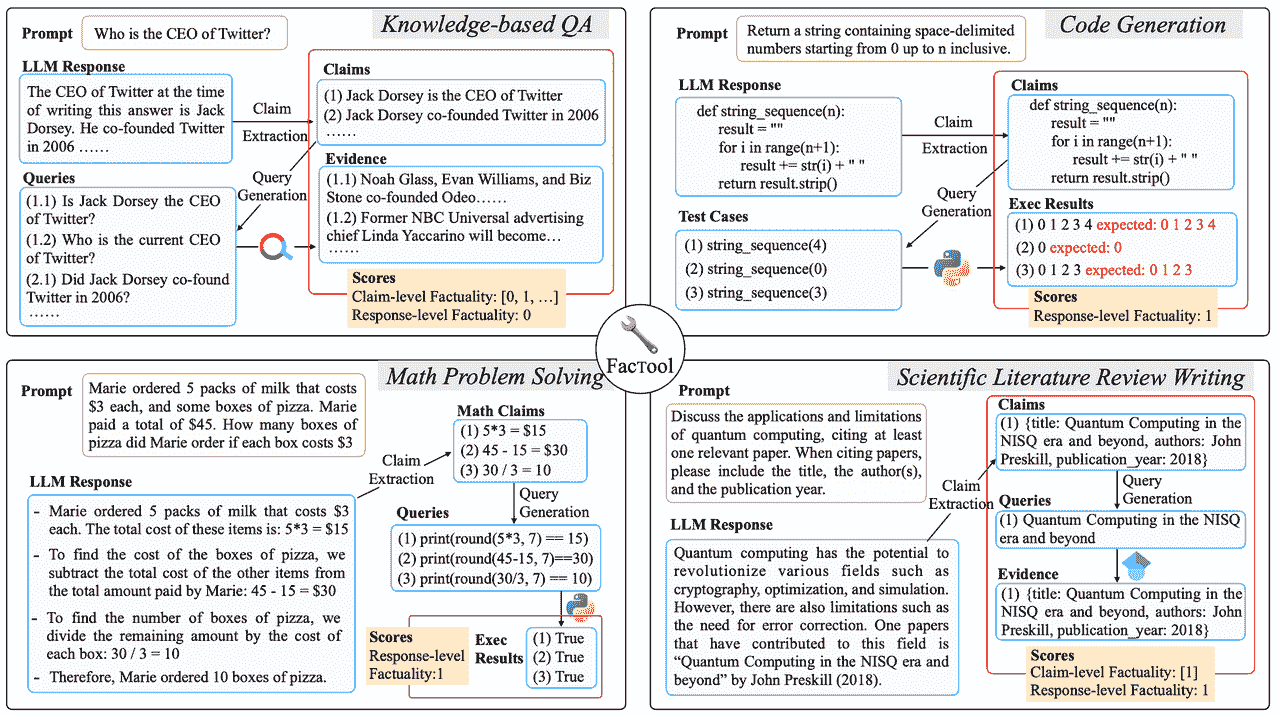 Knowledge-based QA
Prompt
Who is the CEO of Twitter?
LLM Response
The CEO of Twitter at the time
of writing this answer is Jack
Dorsey. He co-founded Twitter
in 2006 ……
Claim
Extraction
Claims
(1) Jack Dorsey is the CEO of Twitter
(2) Jack Dorsey co-founded Twitter in 2006
……
Query
Generation
Queries
(1.1) Is Jack Dorsey the CEO
of Twitter?
(1.2) Who is the current CEO
of Twitter?
(2.1) Did Jack Dorsey co-found
Twitter in 2006?
……
Evidence
(1.1) Noah Glass, Evan Williams, and Biz
Stone co-founded Odeo……
(1.2) Former NBC Universal advertising
chief Linda Yaccarino will become…
……
Scores
Claim-level Factuality: [0, 1, …]
Response-level Factuality: 0
Code Generation
Prompt
Return a string containing space-delimited
numbers starting from 0 up to n inclusive.
LLM Response
def string_sequence(n):
result = ""
for i in range(n+1):
result += str(i) + " "
return result.strip()
Claim
Extraction
Claims
def string_sequence(n):
result = ""
for i in range(n+1):
result += str(i) + " "
return result.strip()
Query
Generation
Test Cases
(1) string_sequence(4)
(2) string_sequence(0)
(3) string_sequence(3)
Exec Results
(1) 0 1 2 3 4 expected: 0 1 2 3 4
(2) 0 expected: 0
(3) 0 1 2 3 expected: 0 1 2 3
Scores
Response-level Factuality: 1
FACTOOL
Math Problem Solving
Prompt
Marie ordered 5 packs of milk that costs
$3 each, and some boxes of pizza. Marie
paid a total of $45. How many boxes of
pizza did Marie order if each box costs $3
LLM Response
- Marie ordered 5 packs of milk that costs $3
each. The total cost of these items is: 5*3 = $15
- To find the cost of the boxes of pizza, we
subtract the total cost of the other items from
the total amount paid by Marie: 45 - 15 = $30
- To find the number of boxes of pizza, we
divide the remaining amount by the cost of
each box: 30 / 3 = 10
- Therefore, Marie ordered 10 boxes of pizza.
Claim
Extraction
Math Claims
(1) 5*3 = $15
(2) 45 - 15 = $30
(3) 30 / 3 = 10
Query
Generation
Queries
(1) print(round(5*3, 7) == 15)
(2) print(round(45-15, 7)==30)
(3) print(round(30/3, 7) == 10)
Scores
Response-level
Factuality:1
Exec
Results
(1) True
(2) True
(3) True
Scientific Literature Review Writing
Prompt
Discuss the applications and limitations
of quantum computing, citing at least
one relevant paper. When citing papers,
please include the title, the author(s),
and the publication year.
LLM Response
Quantum computing has the potential to
revolutionize various fields such as
cryptography, optimization, and simulation.
However, there are also limitations such as
the need for error correction. One papers
that have contributed to this field is
“Quantum Computing in the NISQ era and
beyond” by John Preskill (2018).
Claim
Extraction
Claims
(1) {title: Quantum Computing in the
NISQ era and beyond, authors: John
Preskill, publication_year: 2018}
Query
Generation
Queries
(1) Quantum Computing in the NISQ
era and beyond
Evidence
(1) {title: Quantum Computing in the
NISQ era and beyond, authors: John
Preskill, publication_year: 2018}
Scores
Claim-level Factuality: [1]
Response-level Factuality: 1